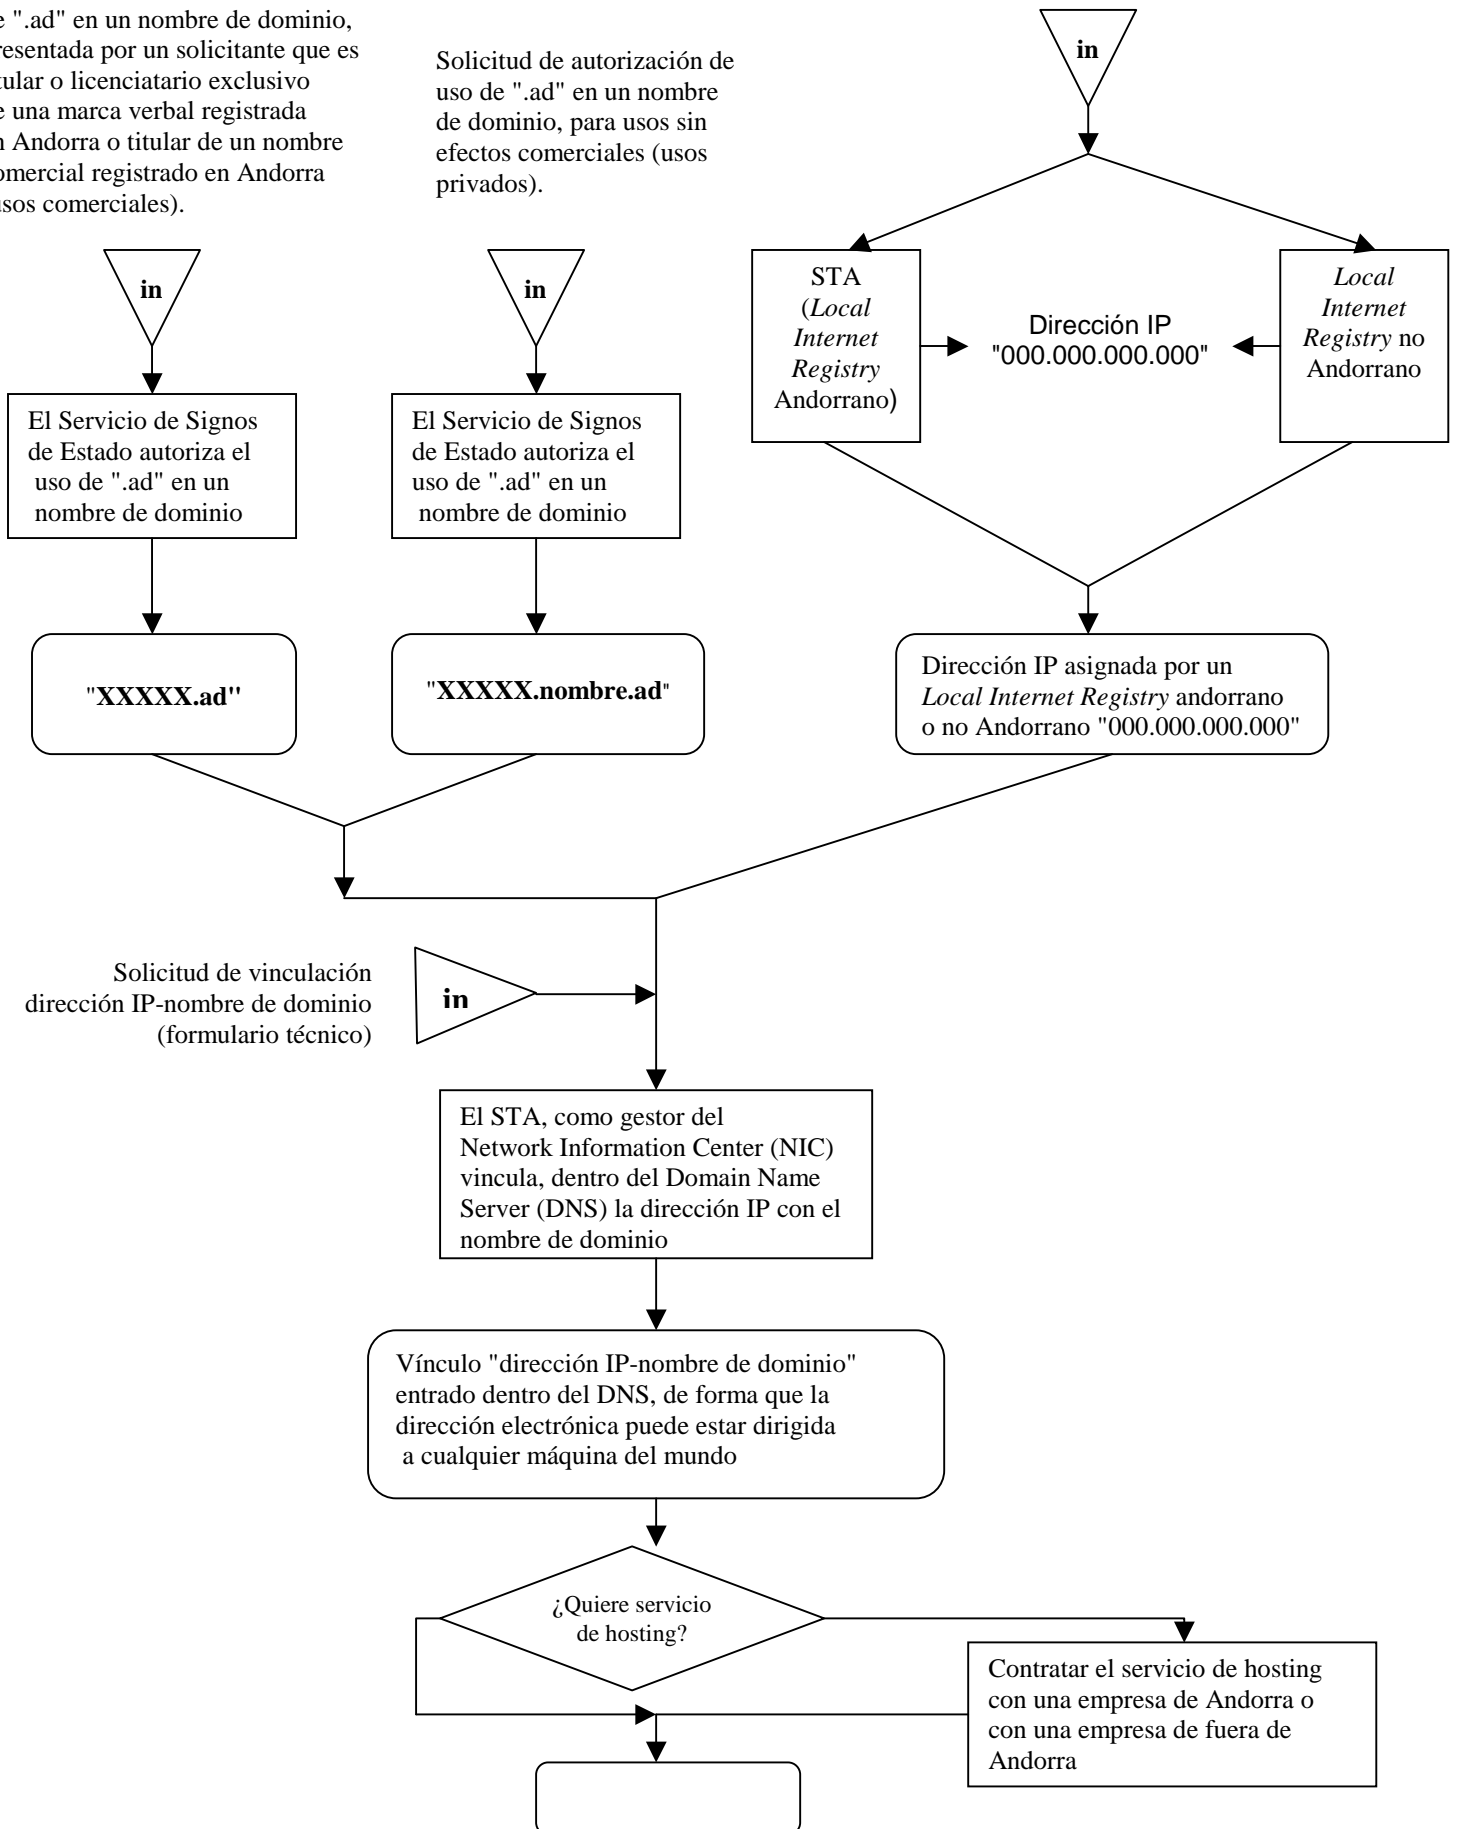 ".ad" en un nombre de dominio,
por un solicitante que es
o licenciatario exclusivo
una marca verbal registrada
Andorra o titular de un nombre
registrado en Andorra
comerciales).
Solicitud de autorización de
uso de ".ad" en un nombre
de dominio, para usos sin
efectos comerciales (usos
privados).
in
in
in
STA
(Local
Internet
Registry
Andorrano)
Dirección IP
"000.000.000.000"
Local
Internet
Registry no
Andorrano
El Servicio de Signos
de Estado autoriza el
uso de ".ad" en un
nombre de dominio
El Servicio de Signos
de Estado autoriza el
uso de ".ad" en un
nombre de dominio
"XXXXX.ad"
"XXXXX.nombre.ad"
Dirección IP asignada por un
Local Internet Registry andorrano
o no Andorrano "000.000.000.000"
Solicitud de vinculación
dirección IP-nombre de dominio
(formulario técnico)
in
El STA, como gestor del
Network Information Center (NIC)
vincula, dentro del Domain Name
Server (DNS) la dirección IP con el
nombre de dominio
Vínculo "dirección IP-nombre de dominio"
entrado dentro del DNS, de forma que la
dirección electrónica puede estar dirigida
a cualquier máquina del mundo
¿Quiere servicio
de hosting?
Contratar el servicio de hosting
con una empresa de Andorra o
con una empresa de fuera de
Andorra